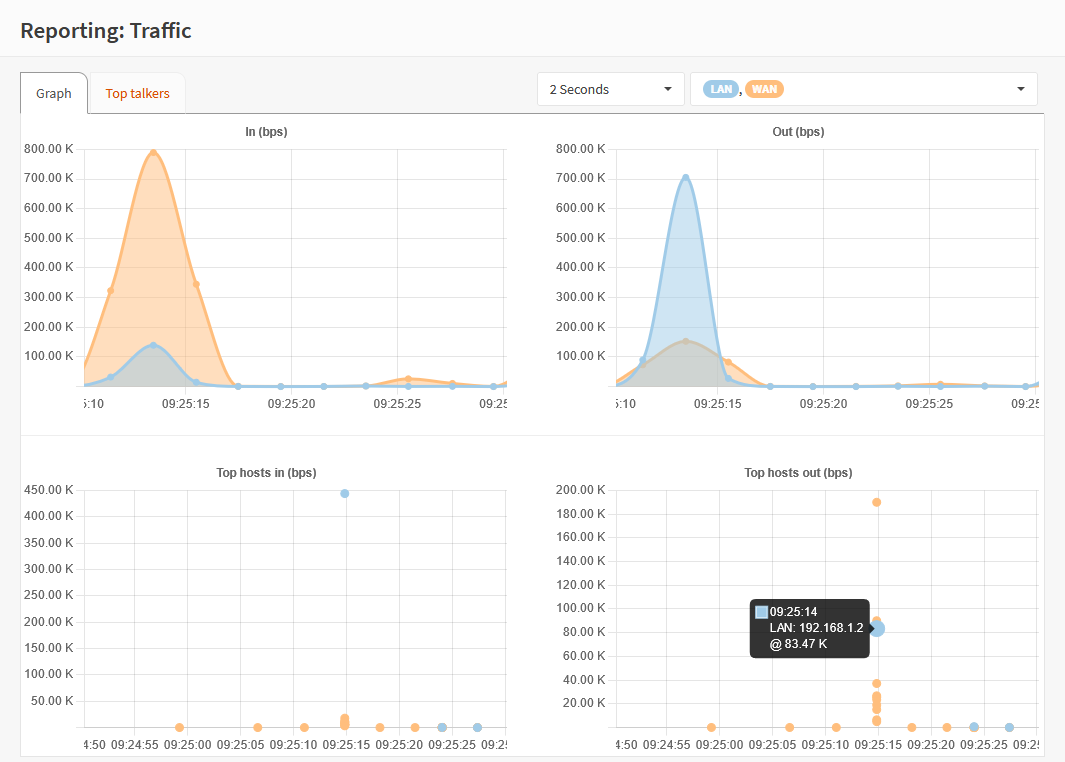 Reporting: Traffic
Graph
Top talkers
2 Seconds
LAN, WAN
In (bps)
800.00 K
700.00 K
600.00 K
500.00 K
400.00 K
300.00 K
200.00 K
100.00 K
5:10 09:25:15 09:25:20 09:25:25 09:25
Out (bps)
800.00 K
700.00 K
600.00 K
500.00 K
400.00 K
300.00 K
200.00 K
100.00 K
5:10 09:25:15 09:25:20 09:25:25 09:25
Top hosts in (bps)
450.00 K
400.00 K
350.00 K
300.00 K
250.00 K
200.00 K
150.00 K
100.00 K
50.00 K
4:50 09:24:55 09:25:00 09:25:05 09:25:10 09:25:15 09:25:20 09:25:25 09:25
Top hosts out (bps)
200.00 K
180.00 K
160.00 K
140.00 K
120.00 K
100.00 K
80.00 K
60.00 K
40.00 K
20.00 K
09:25:14
LAN: 192.168.1.2
@ 83.47 K
4:50 09:24:55 09:25:00 09:25:05 09:25:10 09:25:15 09:25:20 09:25:25 09:25